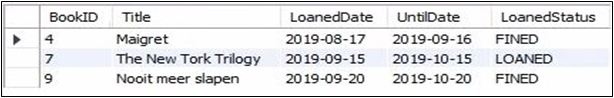 BookID Title LoanedDate UntilDate LoanedStatus
4 Maigret 2019-08-17 2019-09-16 FINED
7 The New Tork Trilogy 2019-09-15 2019-10-15 LOANED
9 Nooit meer slapen 2019-09-20 2019-10-20 FINED